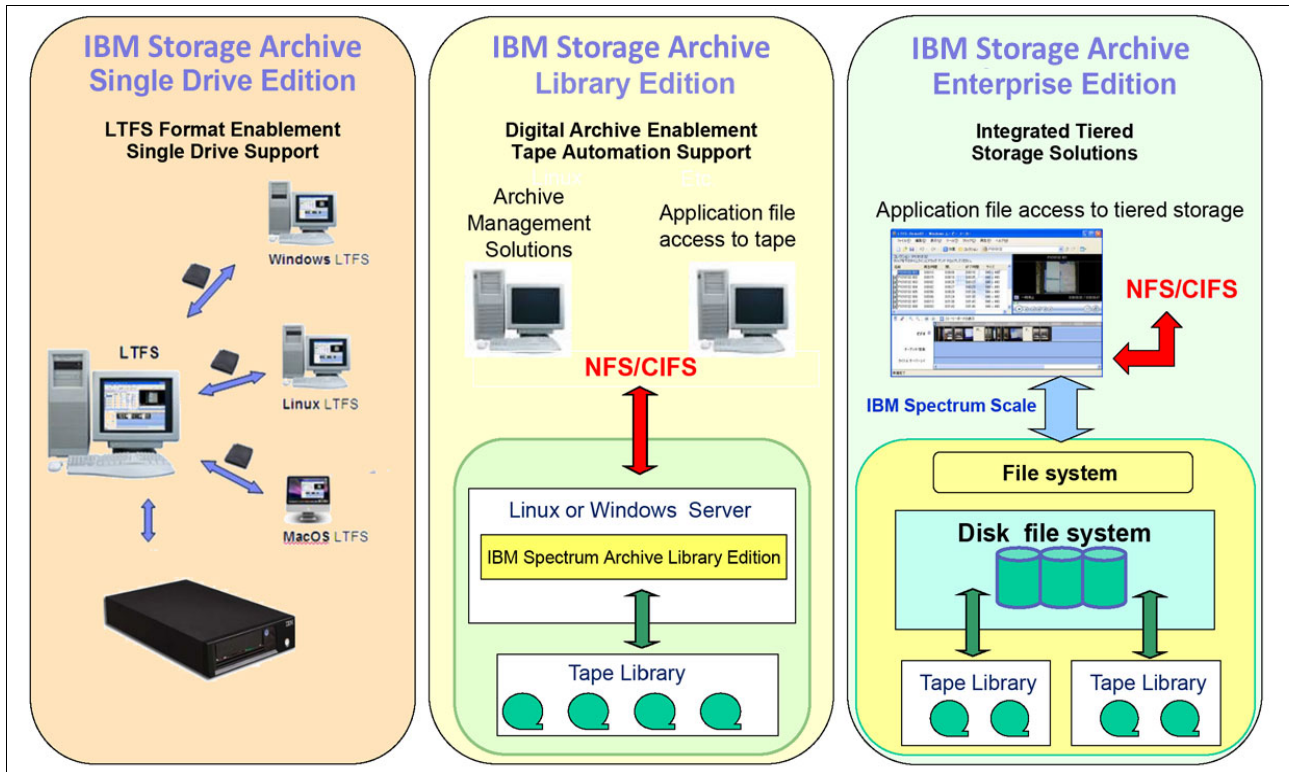 IBM Storage Archive
Single Drive Edition
LTFS Format Enablement
Single Drive Support
Windows LTFS
LTFS
Linux LTFS
MacOS LTFS
IBM Storage Archive
Library Edition
Digital Archive Enablement
Tape Automation Support
Linux
Etc
Archive
Management
Solutions
Application file
access to tape
NFS/CIFS
Linux or Windows Server
IBM Spectrum Archive Library Edition
Tape Library
IBM Storage Archive
Enterprise Edition
Integrated Tiered
Storage Solutions
Application file access to tiered storage
NFS/CIFS
IBM Spectrum Scale
File system
Disk file system
Tape Library
Tape Library